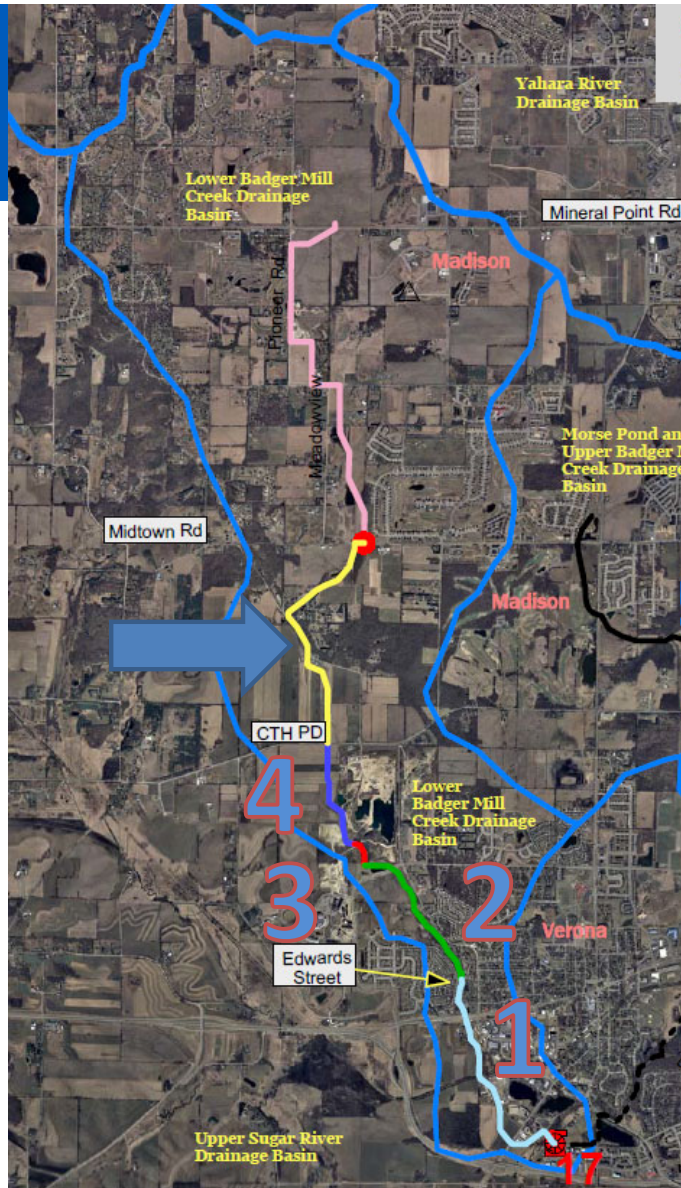 Yahara River
Drainage Basin
Lower Badger Mill
Creek Drainage
Basin
Mineral Point Rd
Madison
Pioneer Rd
Meadowview
Morse Pond an
Upper Badger M
Creek Drainage
Basin
Midtown Rd
Madison
CTH PD
4
Lower
Badger Mill
Creek Drainage
Basin
3
2
Verona
Edwards
Street
1
Upper Sugar River
Drainage Basin
17